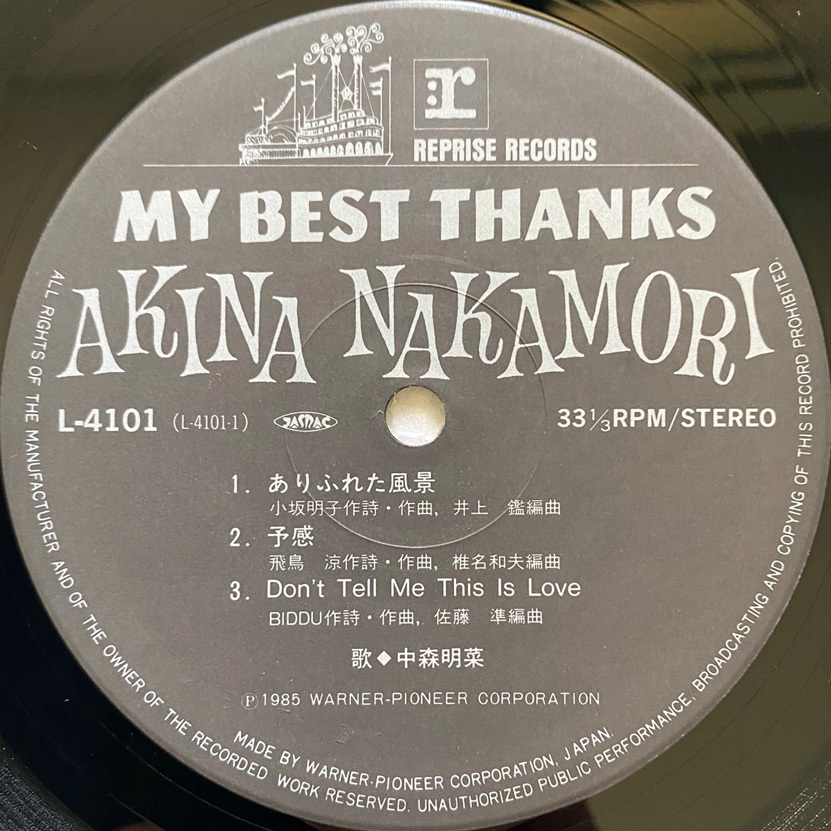 r
REPRISE RECORDS
MY BEST THANKS
AKINA NAKAMORI
L-4101 (L-4101-1) JASRAC 33 1/3 RPM/STEREO
1. ありふれた風景
小坂明子作詩・作曲, 井上 鑑編曲
2. 予感
飛鳥 涼作詩・作曲, 椎名和夫編曲
3. Don't Tell Me This Is Love
BIDDU作詩・作曲, 佐藤 準編曲
歌◆中森明菜
Ⓟ1985 WARNER-PIONEER CORPORATION
MADE BY WARNER-PIONEER CORPORATION, JAPAN.
ALL RIGHTS OF THE MANUFACTURER AND OF THE OWNER OF THE RECORDED WORK RESERVED. UNAUTHORIZED PUBLIC PERFORMANCE, BROADCASTING AND COPYING OF THIS RECORD PROHIBITED.